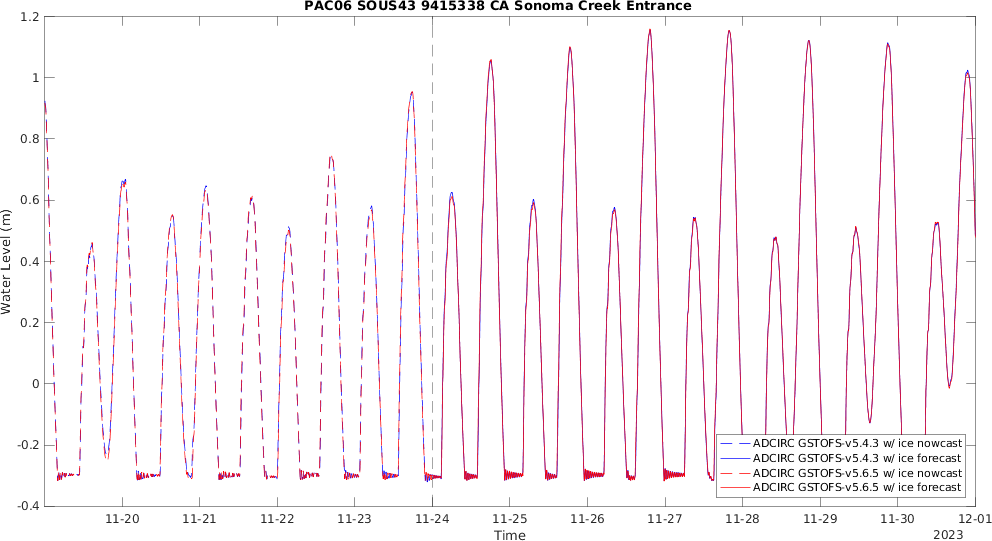 PAC06 SOUS43 9415338 CA Sonoma Creek Entrance
Water Level (m)
1.2
1
0.8
0.6
0.4
0.2
0
-0.2
-0.4
ADCIRC GSTOFS-v5.4.3 w/ ice nowcast
ADCIRC GSTOFS-v5.4.3 w/ ice forecast
ADCIRC GSTOFS-v5.6.5 w/ ice nowcast
ADCIRC GSTOFS-v5.6.5 w/ ice forecast
11-20 11-21 11-22 11-23 11-24 11-25 11-26 11-27 11-28 11-29 11-30 12-01
Time
2023